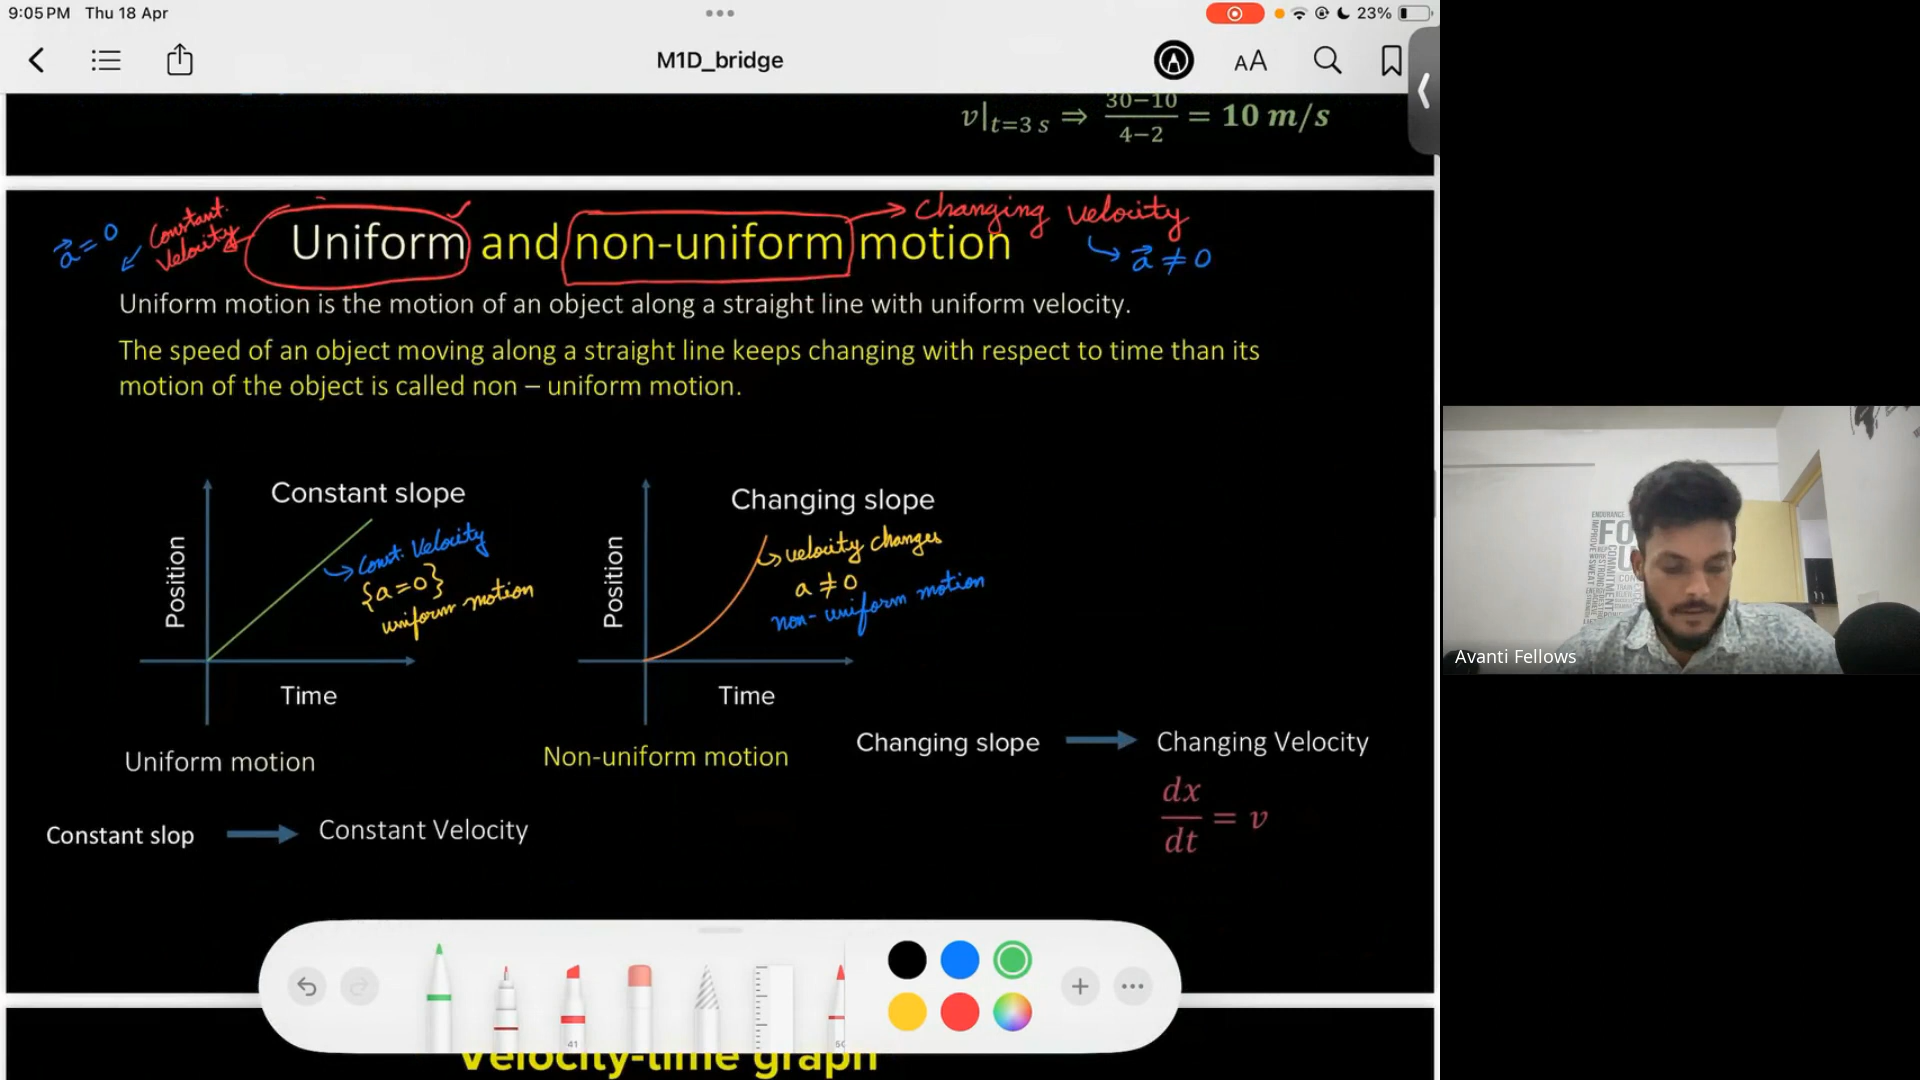 9:05 PM Thu 18 Apr
23%
M1D_bridge
AA
v|t=3 s ⇒ 30−10/4−2 = 10 m/s
a⃗ = 0
Constant Velocity
Changing Velocity
Uniform and non-uniform motion
a⃗ ≠ 0
Uniform motion is the motion of an object along a straight line with uniform velocity.
The speed of an object moving along a straight line keeps changing with respect to time than its
motion of the object is called non – uniform motion.
Constant slope
Const. Velocity
{a=0}
uniform motion
Position
Time
Uniform motion
Changing slope
velocity changes
a ≠ 0
non-uniform motion
Position
Time
Non-uniform motion
Changing slope
Changing Velocity
dx/dt = v
Constant slop
Constant Velocity
41
50
Velocity-time graph
Avanti Fellows
FO
COMMITMENT